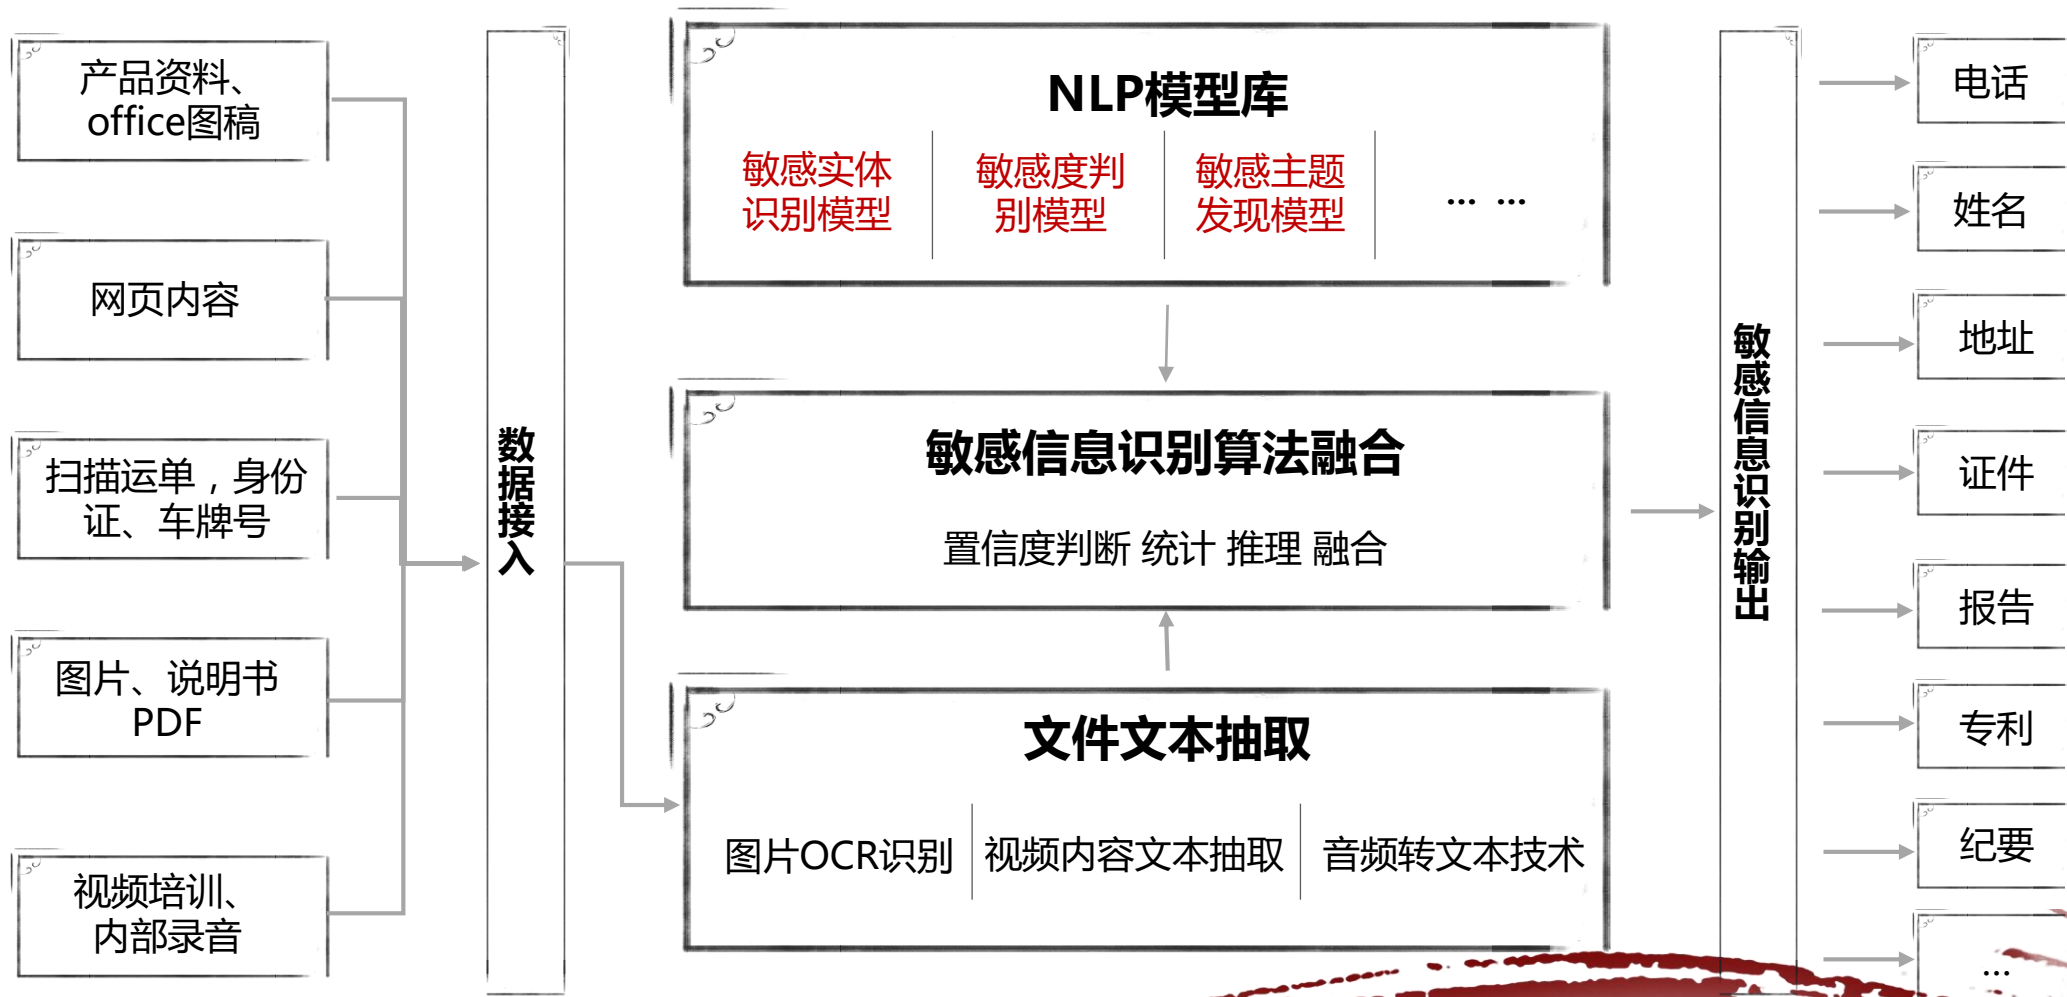 产品资料、
office图稿
网页内容
扫描运单，身份
证、车牌号
图片、说明书
PDF
视频培训、
内部录音
数据接入
NLP模型库
敏感实体
识别模型
敏感度判
别模型
敏感主题
发现模型
... ...
敏感信息识别算法融合
置信度判断 统计 推理 融合
文件文本抽取
图片OCR识别
视频内容文本抽取
音频转文本技术
敏感信息识别输出
电话
姓名
地址
证件
报告
专利
纪要
...